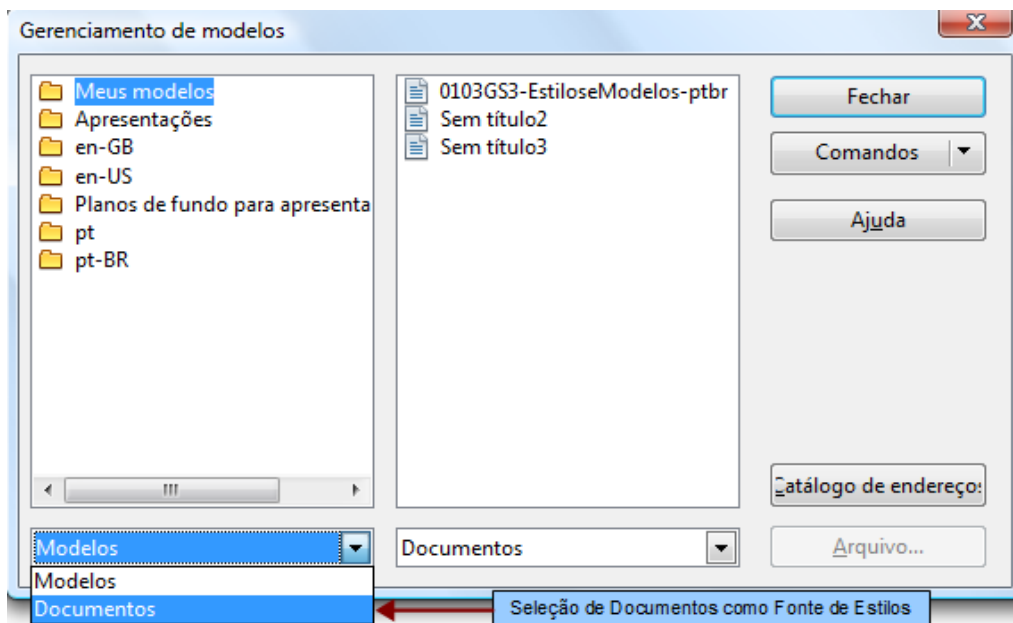 Gerenciamento de modelos
Meus modelos
Apresentações
en-GB
en-US
Planos de fundo para apresenta
pt
pt-BR
0103GS3-EstiloseModelos-ptbr
Sem título2
Sem título3
Fechar
Comandos
Ajuda
Catálogo de endereços
Arquivo...
Modelos
Documentos
Modelos
Documentos
Seleção de Documentos como Fonte de Estilos